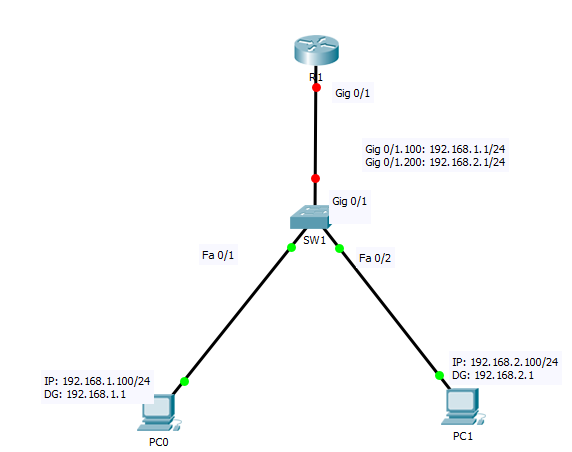 R1
Gig 0/1
Gig 0/1.100: 192.168.1.1/24
Gig 0/1.200: 192.168.2.1/24
Gig 0/1
SW1
Fa 0/1
Fa 0/2
IP: 192.168.1.100/24
DG: 192.168.1.1
PC0
IP: 192.168.2.100/24
DG: 192.168.2.1
PC1